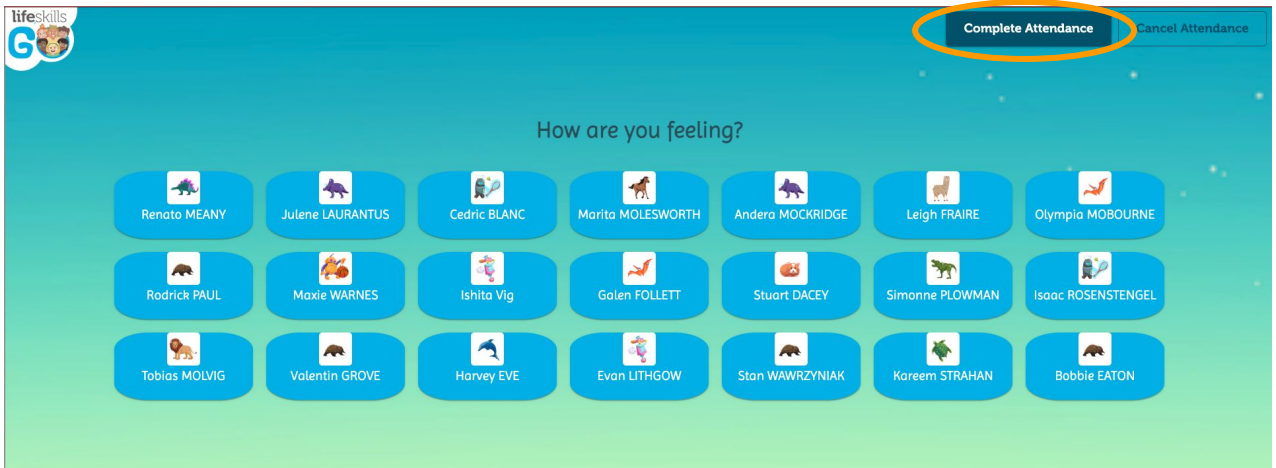 lifeskills
GO
Complete Attendance
Cancel Attendance
How are you feeling?
Renato MEANY
Julene LAURANTUS
Cedric BLANC
Marita MOLESWORTH
Andera MOCKRIDGE
Leigh FRAIRE
Olympia MOBOURNE
Rodrick PAUL
Maxie WARNES
Ishita Vig
Galen FOLLETT
Stuart DACEY
Simonne PLOWMAN
Isaac ROSENSTENGEL
Tobias MOLVIG
Valentin GROVE
Harvey EVE
Evan LITHGOW
Stan WAWRZYNIAK
Kareem STRAHAN
Bobbie EATON